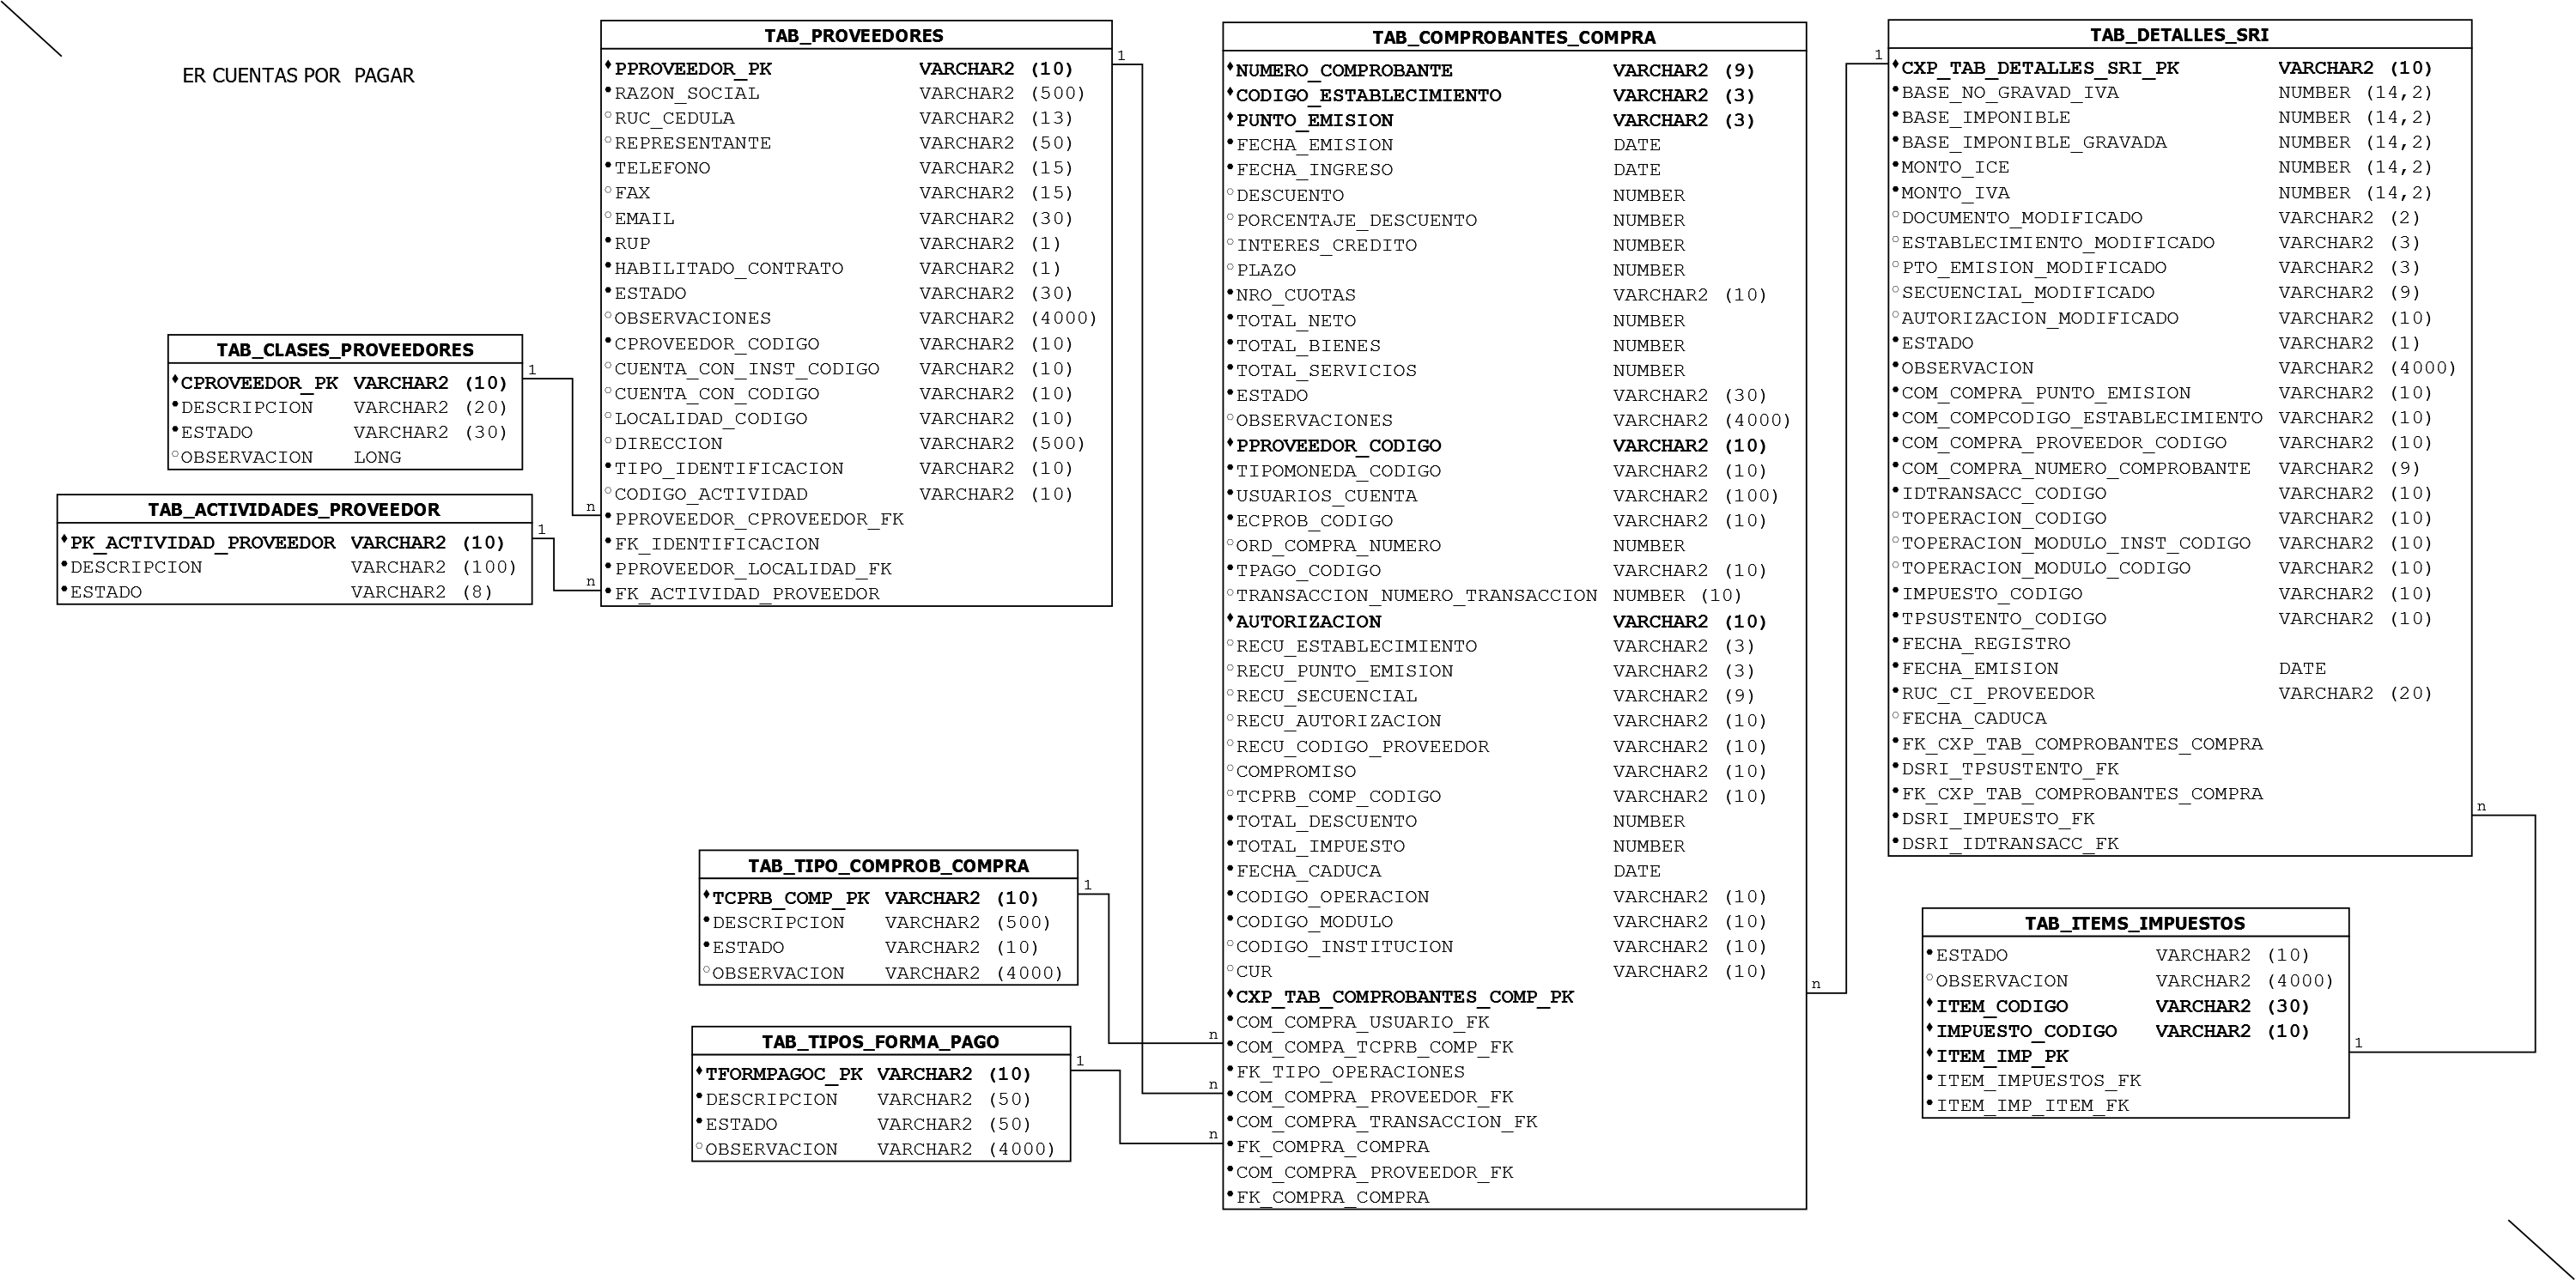 ER CUENTAS POR PAGAR
TAB_CLASES_PROVEEDORES
CPROVEEDOR_PK VARCHAR2 (10)
DESCRIPCION VARCHAR2 (20)
ESTADO VARCHAR2 (30)
OBSERVACION LONG
1
n
TAB_ACTIVIDADES_PROVEEDOR
PK_ACTIVIDAD_PROVEEDOR VARCHAR2 (10)
DESCRIPCION VARCHAR2 (100)
ESTADO VARCHAR2 (8)
1
n
TAB_PROVEEDORES
PPROVEEDOR_PK VARCHAR2 (10)
RAZON_SOCIAL VARCHAR2 (500)
RUC_CEDULA VARCHAR2 (13)
REPRESENTANTE VARCHAR2 (50)
TELEFONO VARCHAR2 (15)
FAX VARCHAR2 (15)
EMAIL VARCHAR2 (30)
RUP VARCHAR2 (1)
HABILITADO_CONTRATO VARCHAR2 (1)
ESTADO VARCHAR2 (30)
OBSERVACIONES VARCHAR2 (4000)
CPROVEEDOR_CODIGO VARCHAR2 (10)
CUENTA_CON_INST_CODIGO VARCHAR2 (10)
CUENTA_CON_CODIGO VARCHAR2 (10)
LOCALIDAD_CODIGO VARCHAR2 (10)
DIRECCION VARCHAR2 (500)
TIPO_IDENTIFICACION VARCHAR2 (10)
CODIGO_ACTIVIDAD VARCHAR2 (10)
PPROVEEDOR_CPROVEEDOR_FK
FK_IDENTIFICACION
PPROVEEDOR_LOCALIDAD_FK
FK_ACTIVIDAD_PROVEEDOR
1
n
TAB_TIPO_COMPROB_COMPRA
TCPRB_COMP_PK VARCHAR2 (10)
DESCRIPCION VARCHAR2 (500)
ESTADO VARCHAR2 (10)
OBSERVACION VARCHAR2 (4000)
1
n
TAB_TIPOS_FORMA_PAGO
TFORMPAGOC_PK VARCHAR2 (10)
DESCRIPCION VARCHAR2 (50)
ESTADO VARCHAR2 (50)
OBSERVACION VARCHAR2 (4000)
1
n
TAB_COMPROBANTES_COMPRA
NUMERO_COMPROBANTE VARCHAR2 (9)
CODIGO_ESTABLECIMIENTO VARCHAR2 (3)
PUNTO_EMISION VARCHAR2 (3)
FECHA_EMISION DATE
FECHA_INGRESO DATE
DESCUENTO NUMBER
PORCENTAJE_DESCUENTO NUMBER
INTERES_CREDITO NUMBER
PLAZO NUMBER
NRO_CUOTAS VARCHAR2 (10)
TOTAL_NETO NUMBER
TOTAL_BIENES NUMBER
TOTAL_SERVICIOS NUMBER
ESTADO VARCHAR2 (30)
OBSERVACIONES VARCHAR2 (4000)
PPROVEEDOR_CODIGO VARCHAR2 (10)
TIPOMONEDA_CODIGO VARCHAR2 (10)
USUARIOS_CUENTA VARCHAR2 (100)
ECPROB_CODIGO VARCHAR2 (10)
ORD_COMPRA_NUMERO NUMBER
TPAGO_CODIGO VARCHAR2 (10)
TRANSACCION_NUMERO_TRANSACCION NUMBER (10)
AUTORIZACION VARCHAR2 (10)
RECU_ESTABLECIMIENTO VARCHAR2 (3)
RECU_PUNTO_EMISION VARCHAR2 (3)
RECU_SECUENCIAL VARCHAR2 (9)
RECU_AUTORIZACION VARCHAR2 (10)
RECU_CODIGO_PROVEEDOR VARCHAR2 (10)
COMPROMISO VARCHAR2 (10)
TCPRB_COMP_CODIGO VARCHAR2 (10)
TOTAL_DESCUENTO NUMBER
TOTAL_IMPUESTO NUMBER
FECHA_CADUCA DATE
CODIGO_OPERACION VARCHAR2 (10)
CODIGO_MODULO VARCHAR2 (10)
CODIGO_INSTITUCION VARCHAR2 (10)
CUR VARCHAR2 (10)
CXP_TAB_COMPROBANTES_COMP_PK
COM_COMPRA_USUARIO_FK
COM_COMPA_TCPRB_COMP_FK
FK_TIPO_OPERACIONES
COM_COMPRA_PROVEEDOR_FK
COM_COMPRA_TRANSACCION_FK
FK_COMPRA_COMPRA
COM_COMPRA_PROVEEDOR_FK
FK_COMPRA_COMPRA
n
1
TAB_DETALLES_SRI
CXP_TAB_DETALLES_SRI_PK VARCHAR2 (10)
BASE_NO_GRAVAD_IVA NUMBER (14,2)
BASE_IMPONIBLE NUMBER (14,2)
BASE_IMPONIBLE_GRAVADA NUMBER (14,2)
MONTO_ICE NUMBER (14,2)
MONTO_IVA NUMBER (14,2)
DOCUMENTO_MODIFICADO VARCHAR2 (2)
ESTABLECIMIENTO_MODIFICADO VARCHAR2 (3)
PTO_EMISION_MODIFICADO VARCHAR2 (3)
SECUENCIAL_MODIFICADO VARCHAR2 (9)
AUTORIZACION_MODIFICADO VARCHAR2 (10)
ESTADO VARCHAR2 (1)
OBSERVACION VARCHAR2 (4000)
COM_COMPRA_PUNTO_EMISION VARCHAR2 (10)
COM_COMPCODIGO_ESTABLECIMIENTO VARCHAR2 (10)
COM_COMPRA_PROVEEDOR_CODIGO VARCHAR2 (10)
COM_COMPRA_NUMERO_COMPROBANTE VARCHAR2 (9)
IDTRANSACC_CODIGO VARCHAR2 (10)
TOPERACION_CODIGO VARCHAR2 (10)
TOPERACION_MODULO_INST_CODIGO VARCHAR2 (10)
TOPERACION_MODULO_CODIGO VARCHAR2 (10)
IMPUESTO_CODIGO VARCHAR2 (10)
TPSUSTENTO_CODIGO VARCHAR2 (10)
FECHA_REGISTRO
FECHA_EMISION DATE
RUC_CI_PROVEEDOR VARCHAR2 (20)
FECHA_CADUCA
FK_CXP_TAB_COMPROBANTES_COMPRA
DSRI_TPSUSTENTO_FK
FK_CXP_TAB_COMPROBANTES_COMPRA
DSRI_IMPUESTO_FK
DSRI_IDTRANSACC_FK
n
TAB_ITEMS_IMPUESTOS
ESTADO VARCHAR2 (10)
OBSERVACION VARCHAR2 (4000)
ITEM_CODIGO VARCHAR2 (30)
IMPUESTO_CODIGO VARCHAR2 (10)
ITEM_IMP_PK
ITEM_IMPUESTOS_FK
ITEM_IMP_ITEM_FK
1